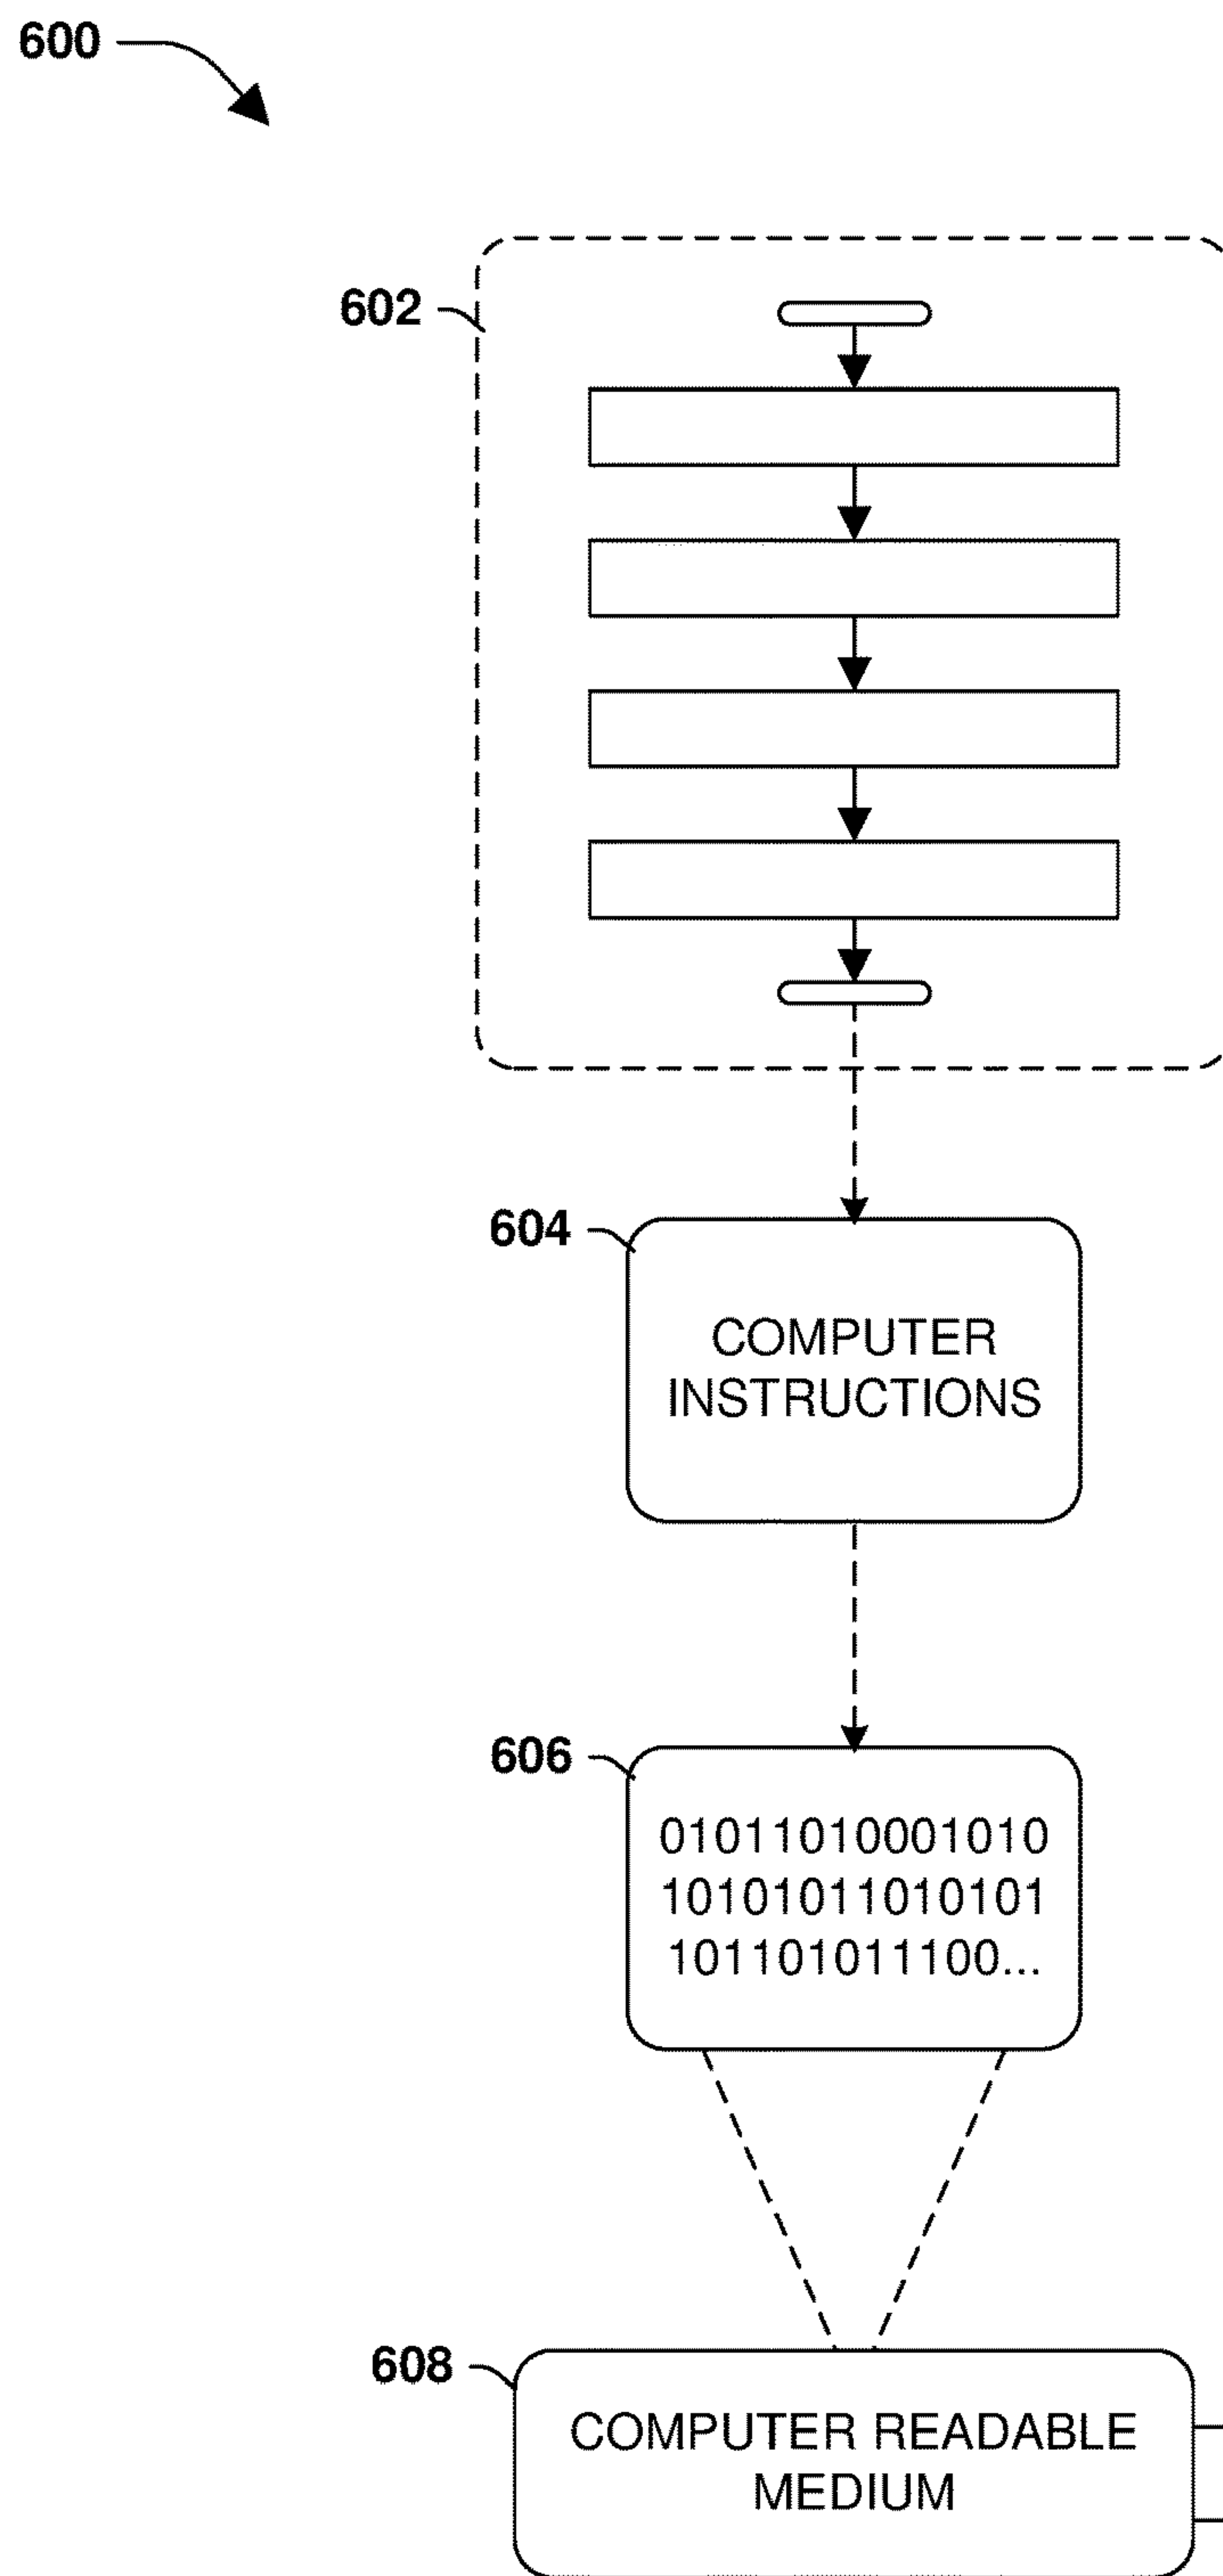 600
602
604
COMPUTER
INSTRUCTIONS
606
01011010001010
10101011010101
101101011100...
608
COMPUTER READABLE
MEDIUM